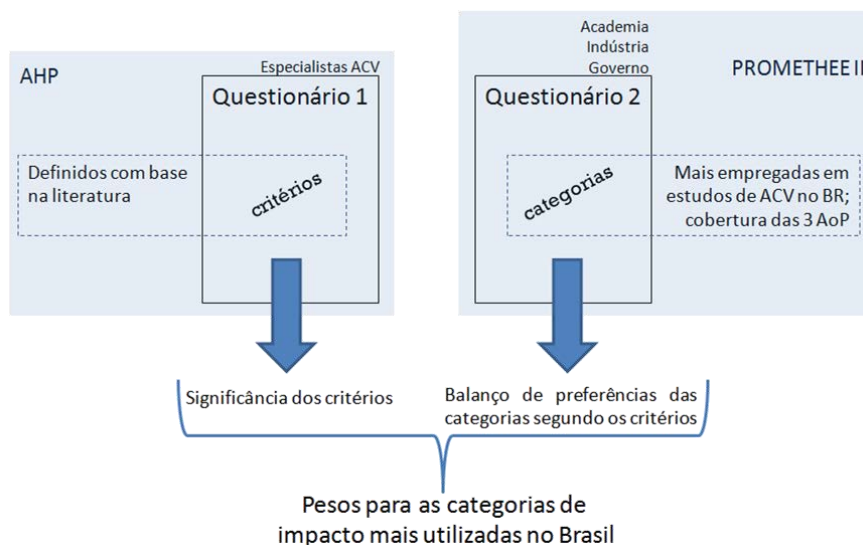 AHP
Especialistas ACV
Questionário 1
Definidos com base
na literatura
critérios
Academia
Indústria
Governo
PROMETHEE II
Questionário 2
categorias
Mais empregadas em
estudos de ACV no BR;
cobertura das 3 AoP
Significância dos critérios
Balanço de preferências das
categorias segundo os critérios
Pesos para as categorias de
impacto mais utilizadas no Brasil